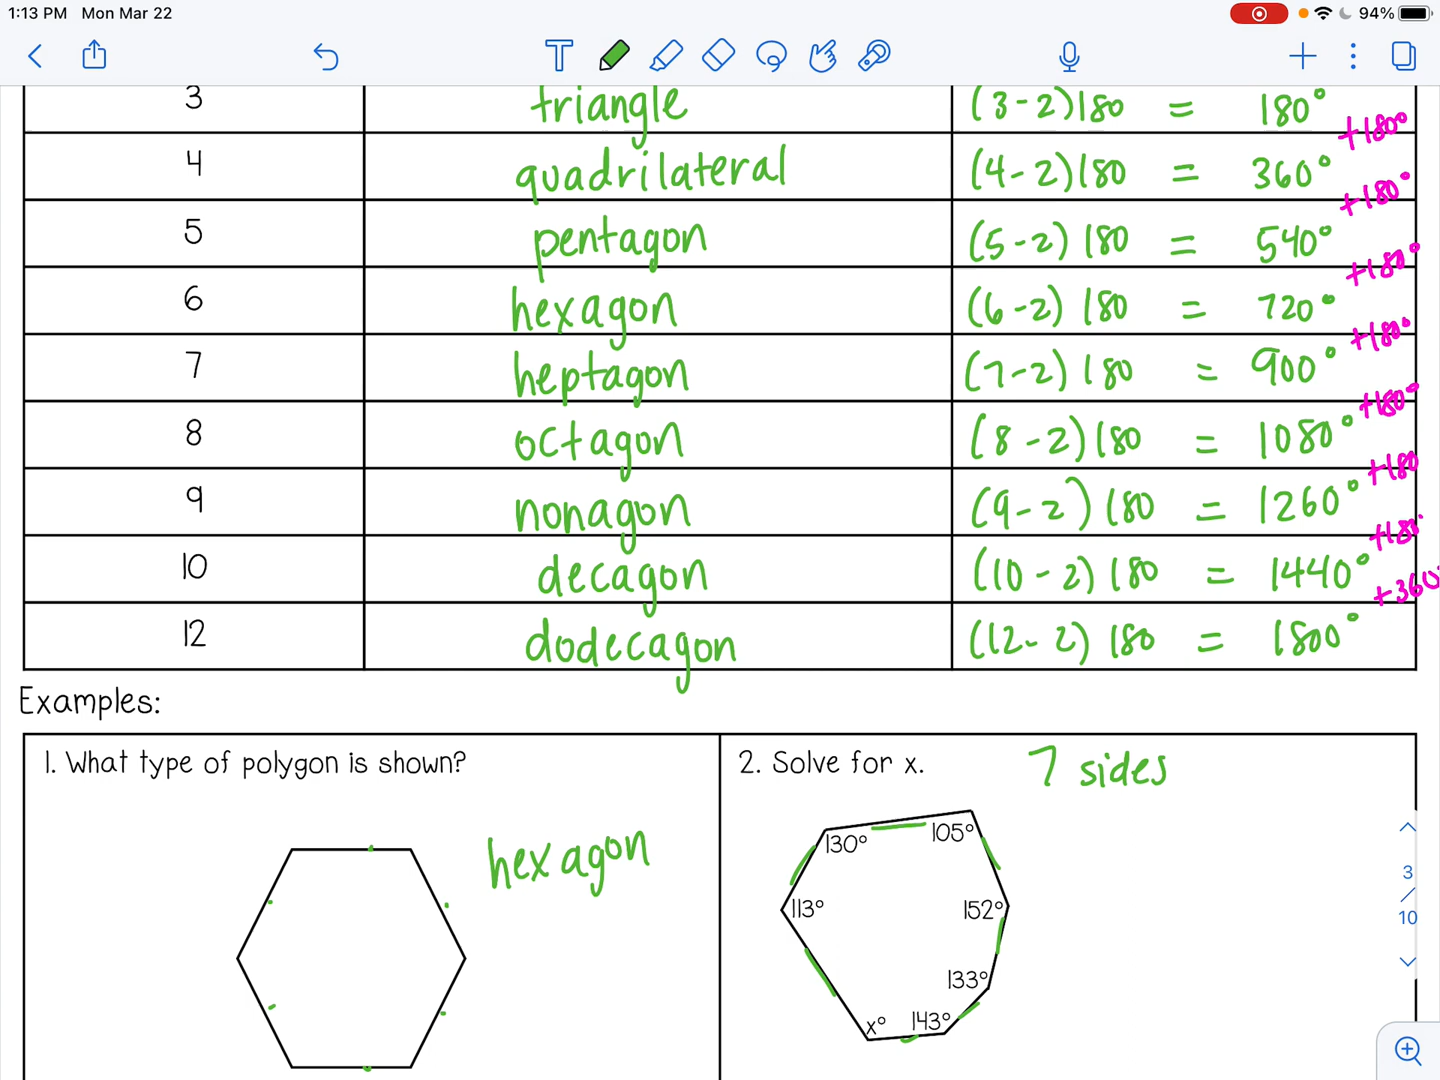 1:13 PM Mon Mar 22 94%
3 triangle (3-2)180 = 180°
+180°
4 quadrilateral (4-2)180 = 360°
+180°
5 pentagon (5-2)180 = 540°
+180°
6 hexagon (6-2)180 = 720°
+180°
7 heptagon (7-2)180 = 900°
+180°
8 octagon (8-2)180 = 1080°
+180
9 nonagon (9-2)180 = 1260°
+180°
10 decagon (10-2)180 = 1440°
+360°
12 dodecagon (12-2)180 = 1800°
Examples:
1. What type of polygon is shown?
hexagon
2. Solve for x. 7 sides
130° 105°
113° 152°
133°
x° 143°
3
10